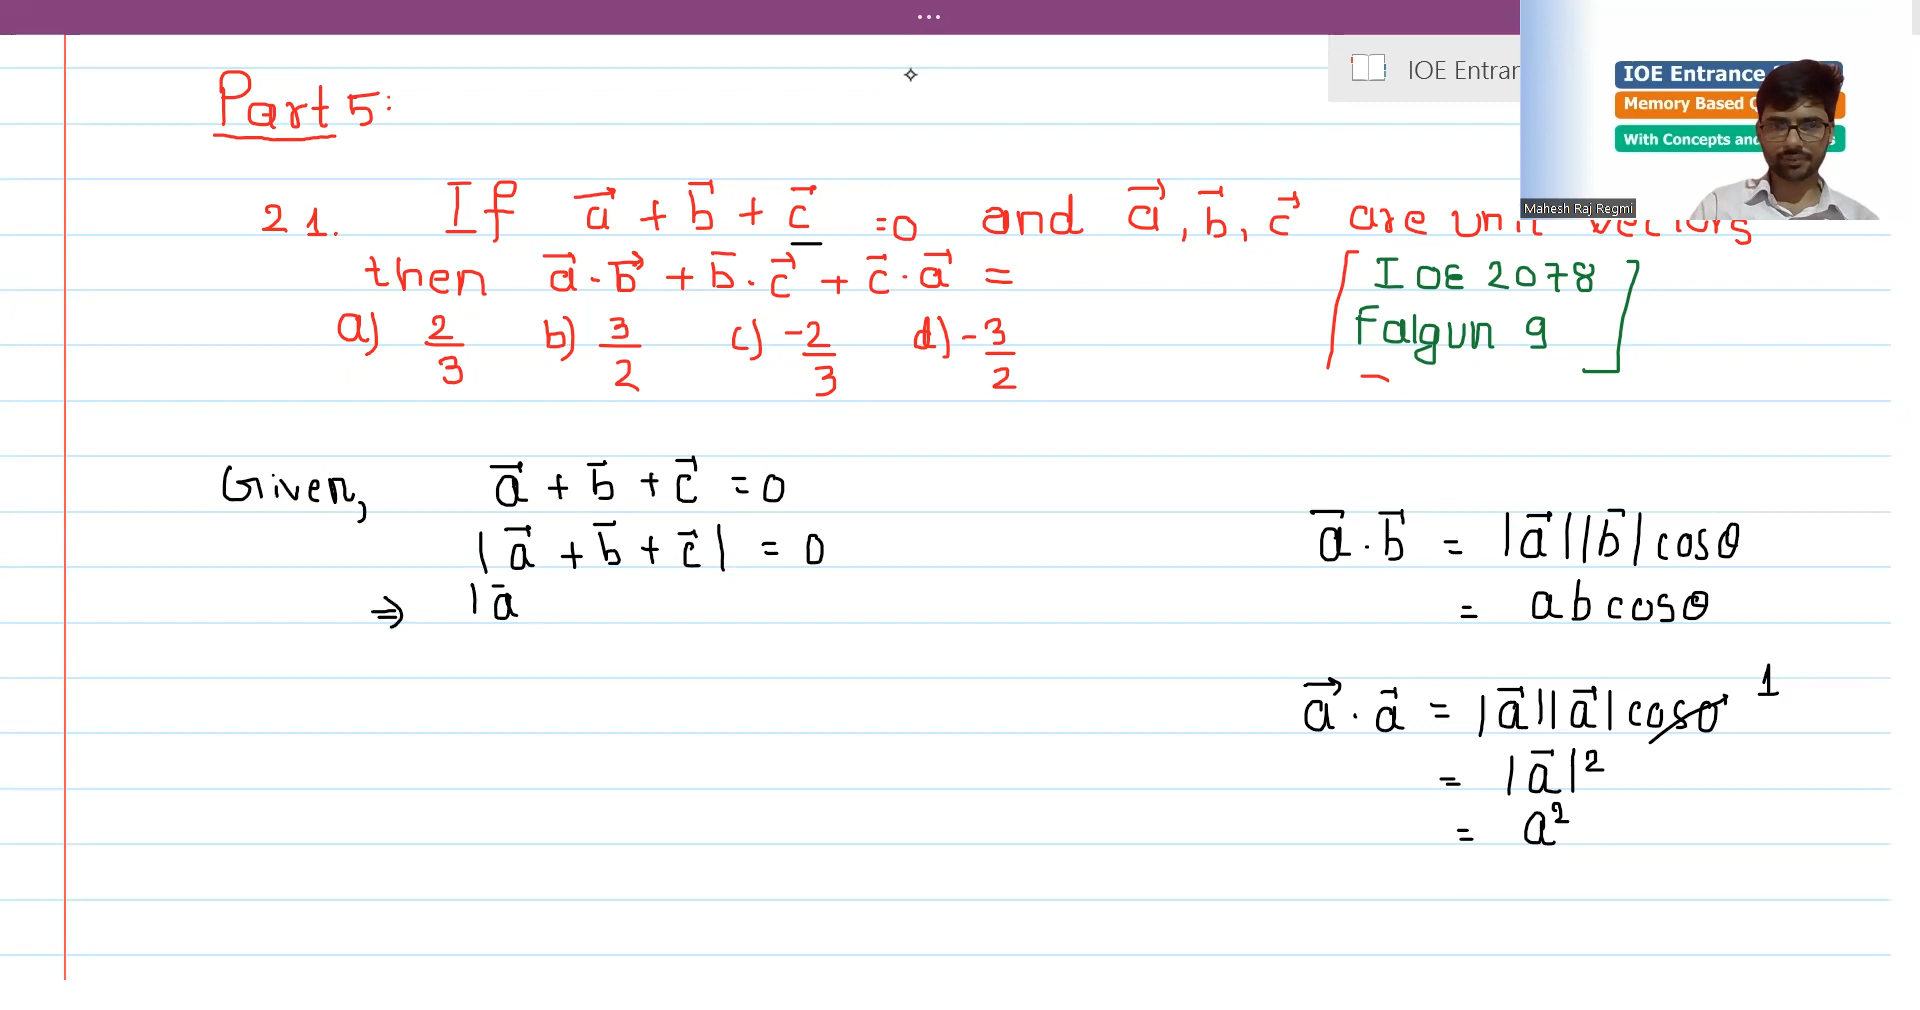 ...
IOE Entran
IOE Entrance
Memory Based
With Concepts and
Mahesh Raj Regmi
Part 5:
21. If a⃗ + b⃗ + c⃗ =0 and a⃗, b⃗, c⃗ are unit vectors
then a⃗ · b⃗ + b⃗ · c⃗ + c⃗ · a⃗ =
[IOE 2078
Falgun 9]
a) 2/3 b) 3/2 c) -2/3 d) -3/2
Given, a⃗ + b⃗ + c⃗ = 0
|a⃗ + b⃗ + c⃗| = 0
⇒ |a⃗
a⃗ · b⃗ = |a⃗||b⃗| cosθ
= ab cosθ
a⃗ · a⃗ = |a⃗||a⃗| cosθ 1
= |a⃗|²
= a²